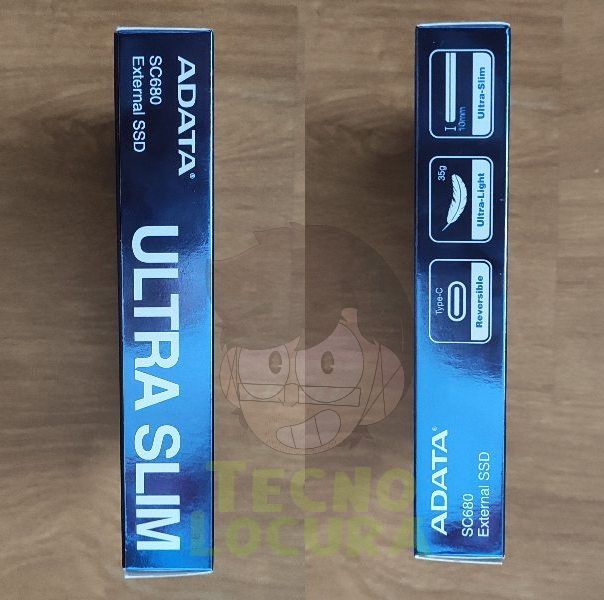 ADATA®
SC680
External SSD
ULTRA SLIM
10mm
Ultra-Slim
35g
Ultra-Light
Type-C
Reversible
ADATA®
SC680
External SSD
TECNO
LOCURA